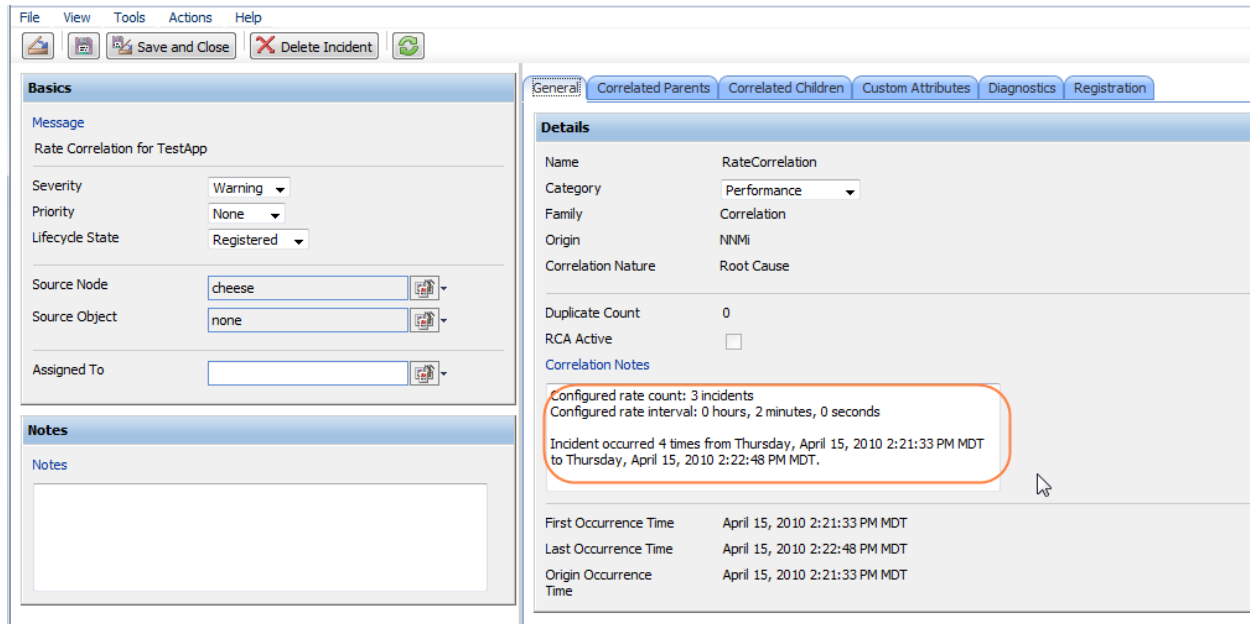 File View Tools Actions Help
Save and Close Delete Incident
Basics
Message
Rate Correlation for TestApp
Severity Warning
Priority None
Lifecycle State Registered
Source Node cheese
Source Object none
Assigned To
Notes
Notes
General Correlated Parents Correlated Children Custom Attributes Diagnostics Registration
Details
Name RateCorrelation
Category Performance
Family Correlation
Origin NNMi
Correlation Nature Root Cause
Duplicate Count 0
RCA Active
Correlation Notes
Configured rate count: 3 incidents
Configured rate interval: 0 hours, 2 minutes, 0 seconds
Incident occurred 4 times from Thursday, April 15, 2010 2:21:33 PM MDT
to Thursday, April 15, 2010 2:22:48 PM MDT.
First Occurrence Time April 15, 2010 2:21:33 PM MDT
Last Occurrence Time April 15, 2010 2:22:48 PM MDT
Origin Occurrence April 15, 2010 2:21:33 PM MDT
Time